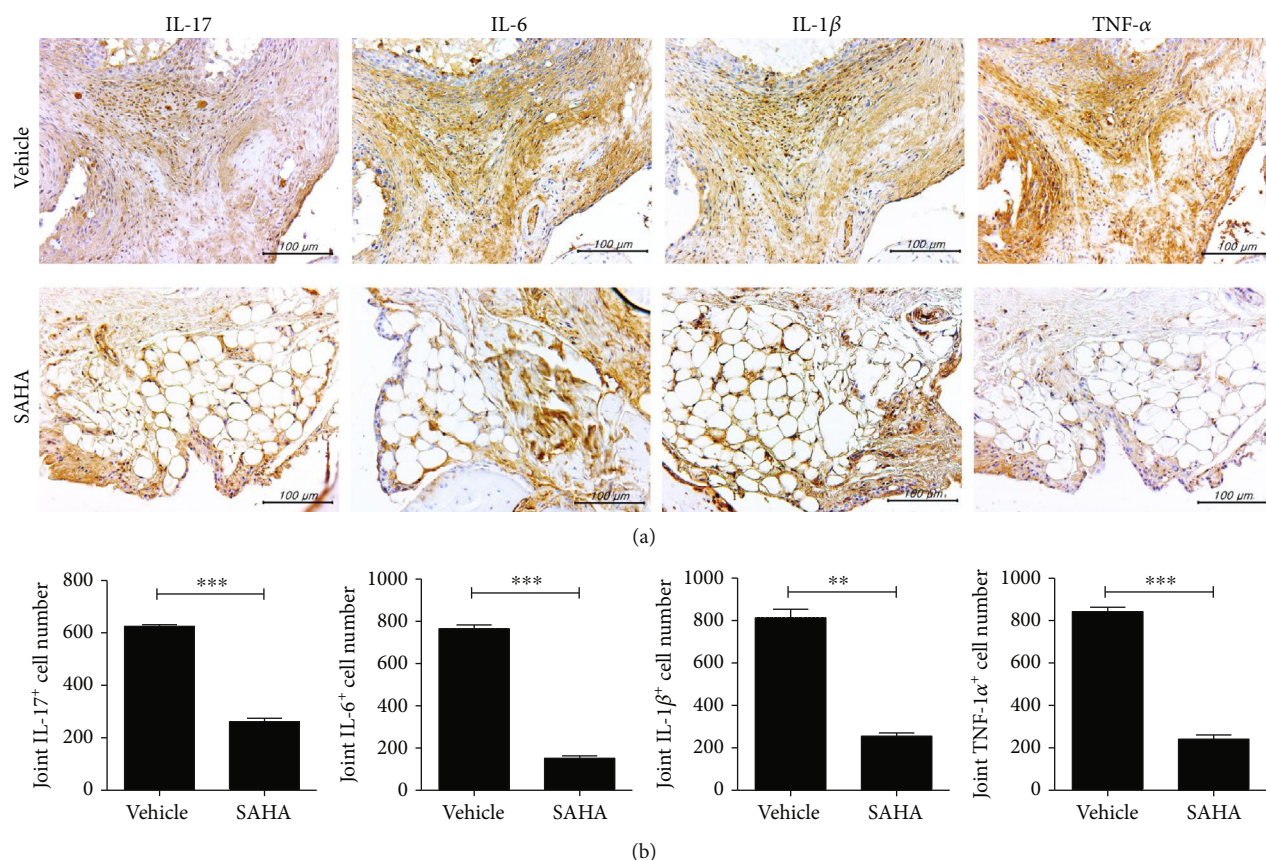 IL-17 IL-6 IL-1β TNF-α
Vehicle
100 μm 100 μm 100 μm 100 μm
SAHA
100 μm 100 μm 100 μm 100 μm
(a)
Joint IL-17⁺ cell number
800
600
400
200
0
***
Vehicle SAHA
Joint IL-6⁺ cell number
1000
800
600
400
200
0
***
Vehicle SAHA
Joint IL-1β⁺ cell number
1000
800
600
400
200
0
**
Vehicle SAHA
Joint TNF-1α⁺ cell number
1000
800
600
400
200
0
***
Vehicle SAHA
(b)